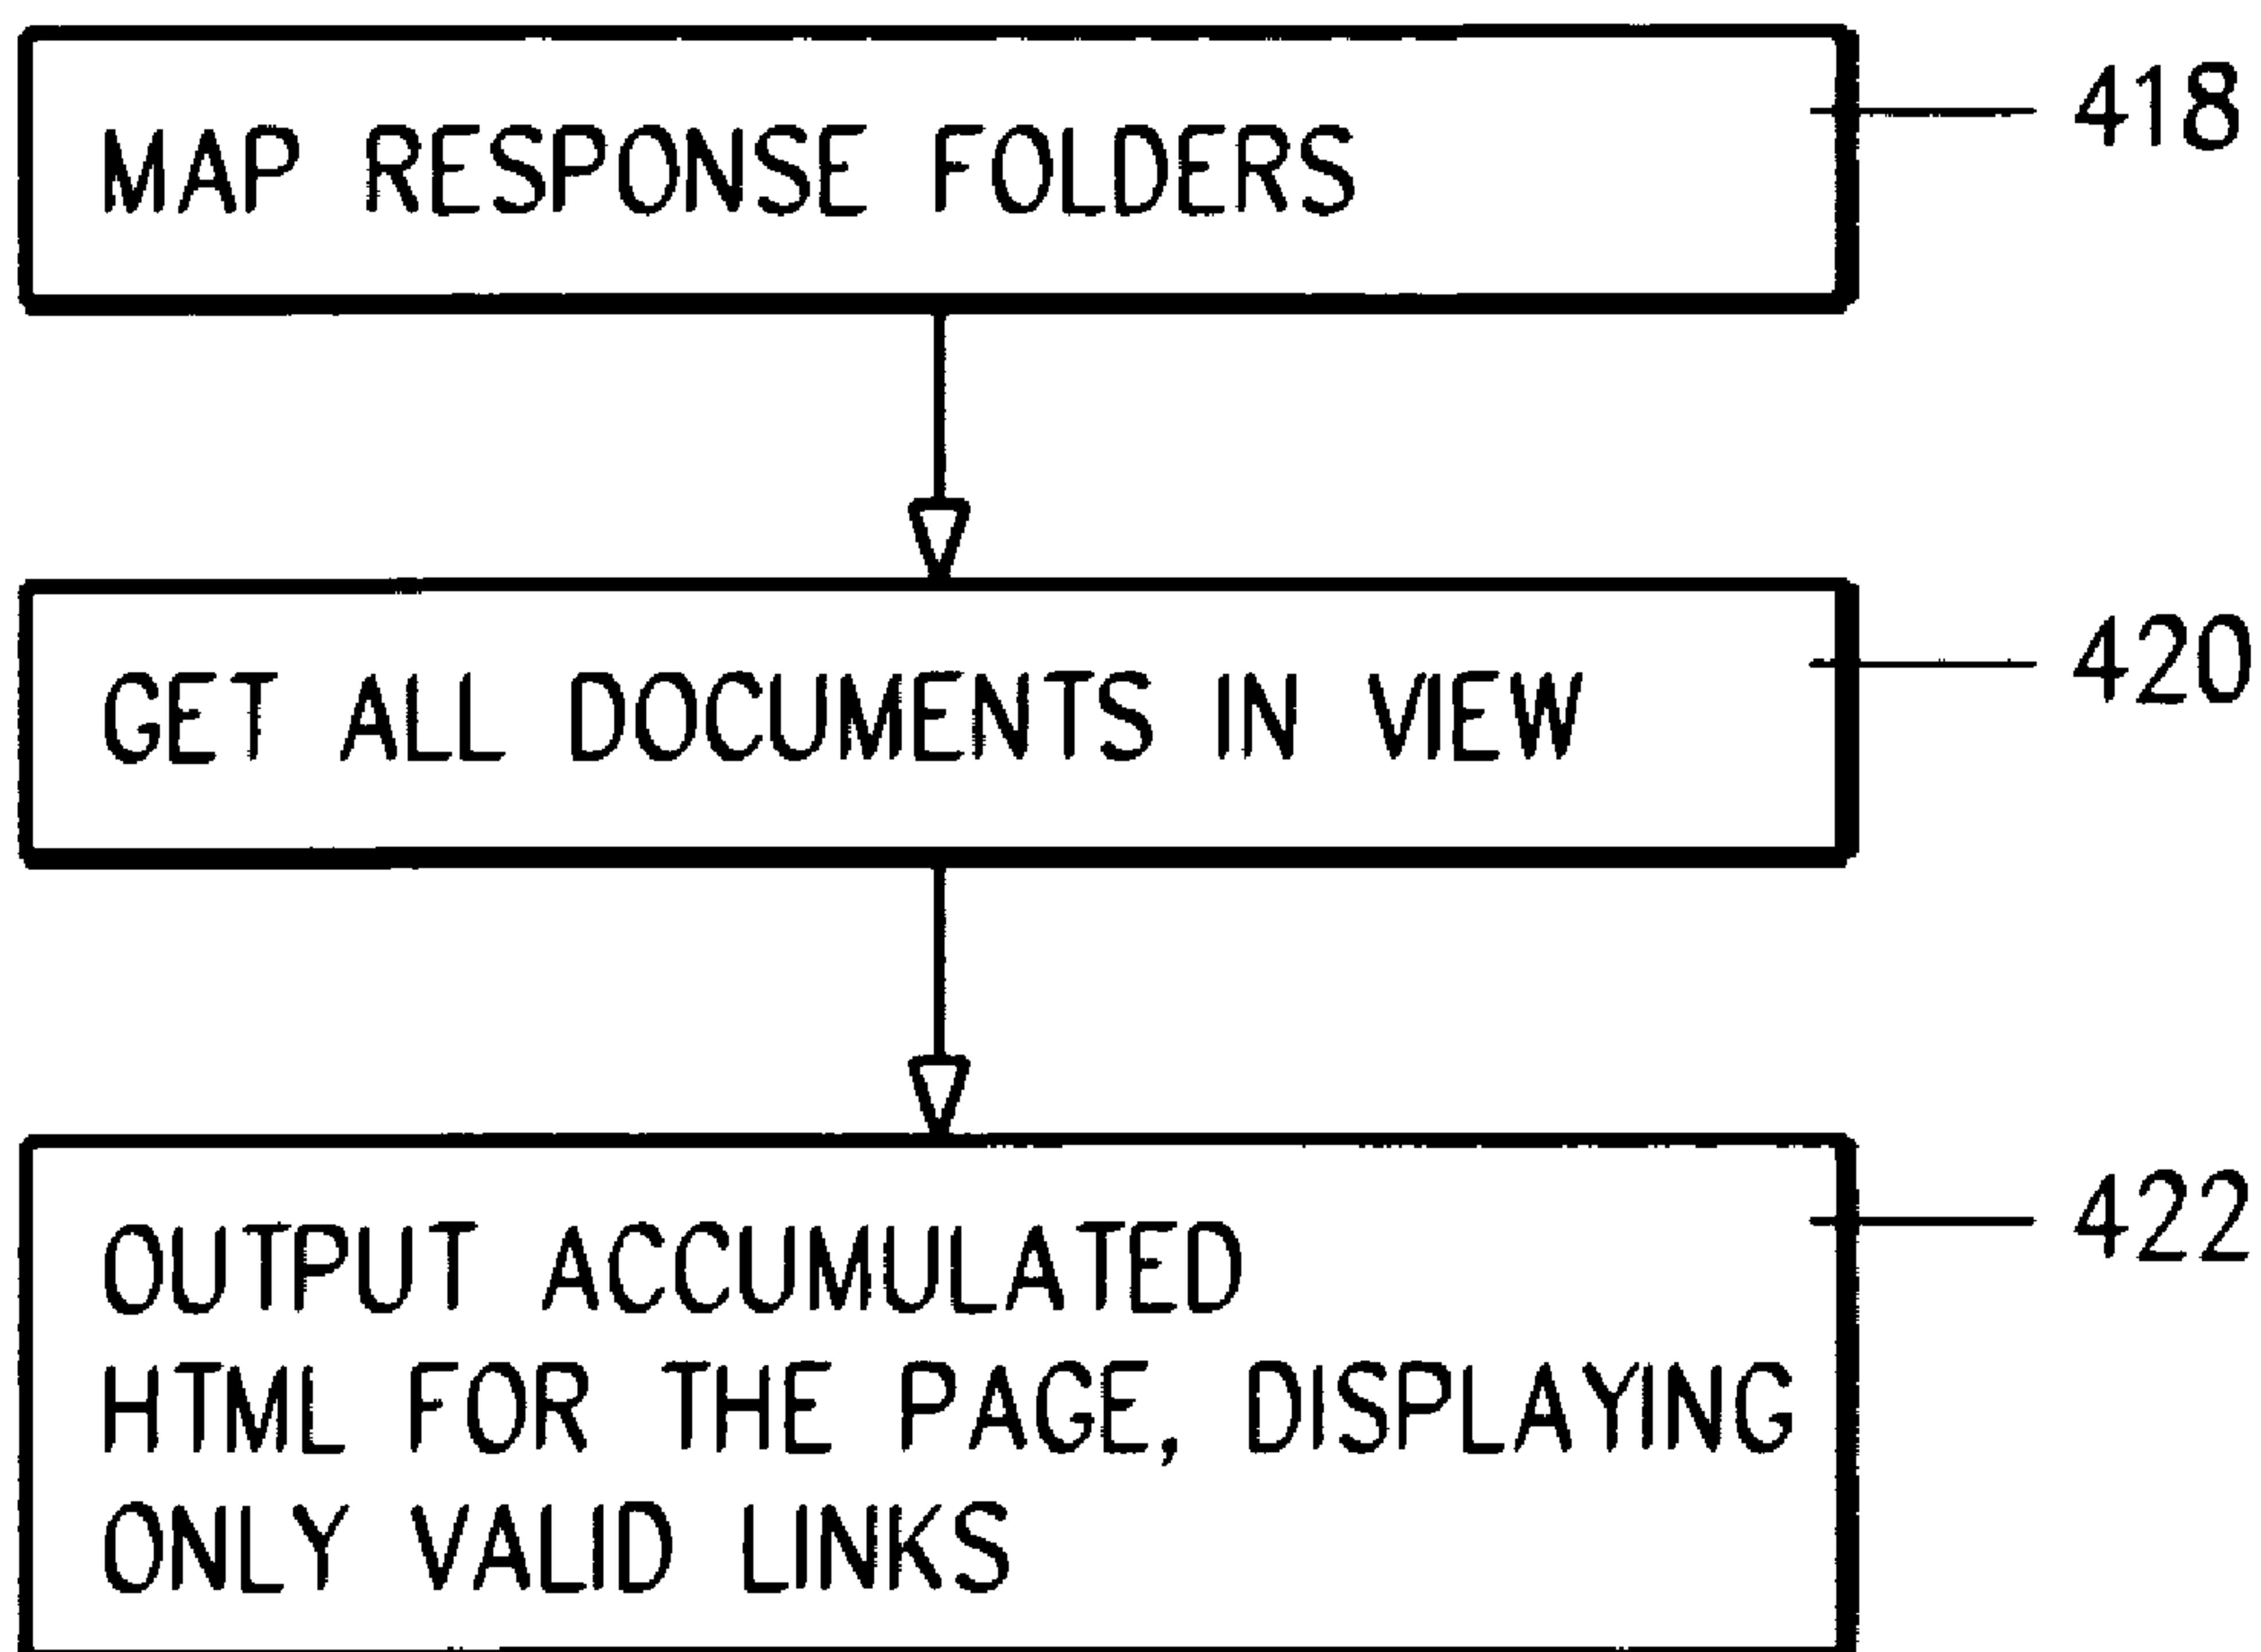 MAP RESPONSE FOLDERS
418
GET ALL DOCUMENTS IN VIEW
420
OUTPUT ACCUMULATED
422
HTML FOR THE PAGE, DISPLAYING
ONLY VALID LINKS